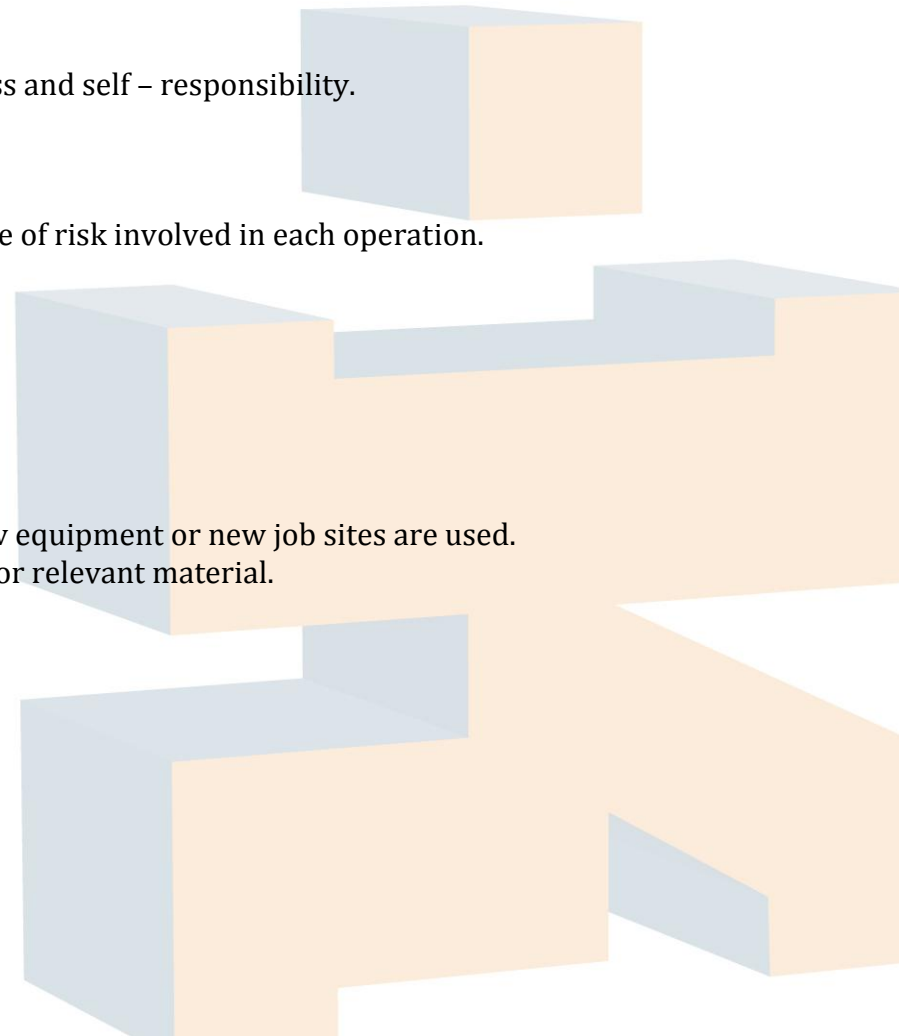 and self – responsibility.
of risk involved in each operation.
equipment or new job sites are used.
or relevant material.